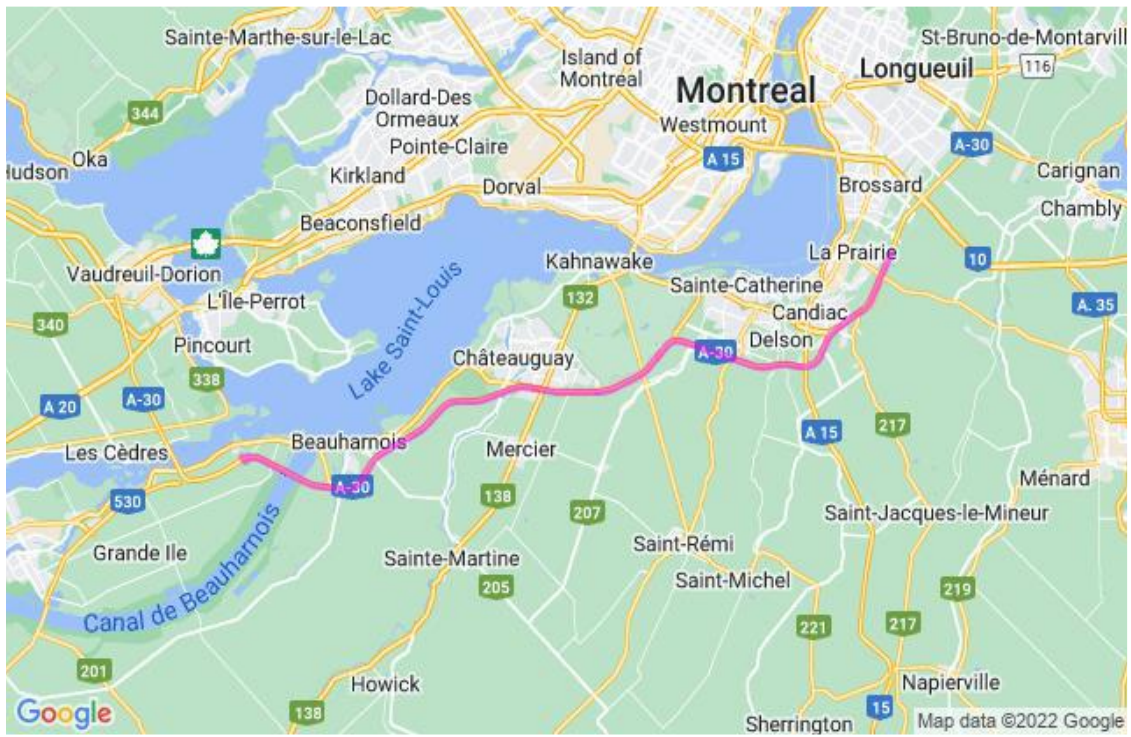 Sainte-Marthe-sur-le-Lac
St-Bruno-de-Montarvill
Island of
Montréal
Longueuil
116
Montreal
Dollard-Des
Ormeaux
344
Westmount
Pointe-Claire
A 15
A-30
Oka
Hudson
Kirkland
Dorval
Brossard
Carignan
Chambly
Beaconsfield
La Prairie
10
Kahnawake
Vaudreuil-Dorion
Sainte-Catherine
L'Île-Perrot
132
Candiac
A. 35
340
Lake Saint-Louis
Delson
Pincourt
A-30
Châteauguay
338
A 20
A-30
217
A 15
Les Cèdres
Beauharnois
Mercier
Ménard
A-30
530
138
207
Saint-Jacques-le-Mineur
Grande Ile
Saint-Rémi
Sainte-Martine
Saint-Michel
205
219
Canal de Beauharnois
221
217
201
Howick
Napierville
15
138
Sherrington
Google
Map data ©2022 Google